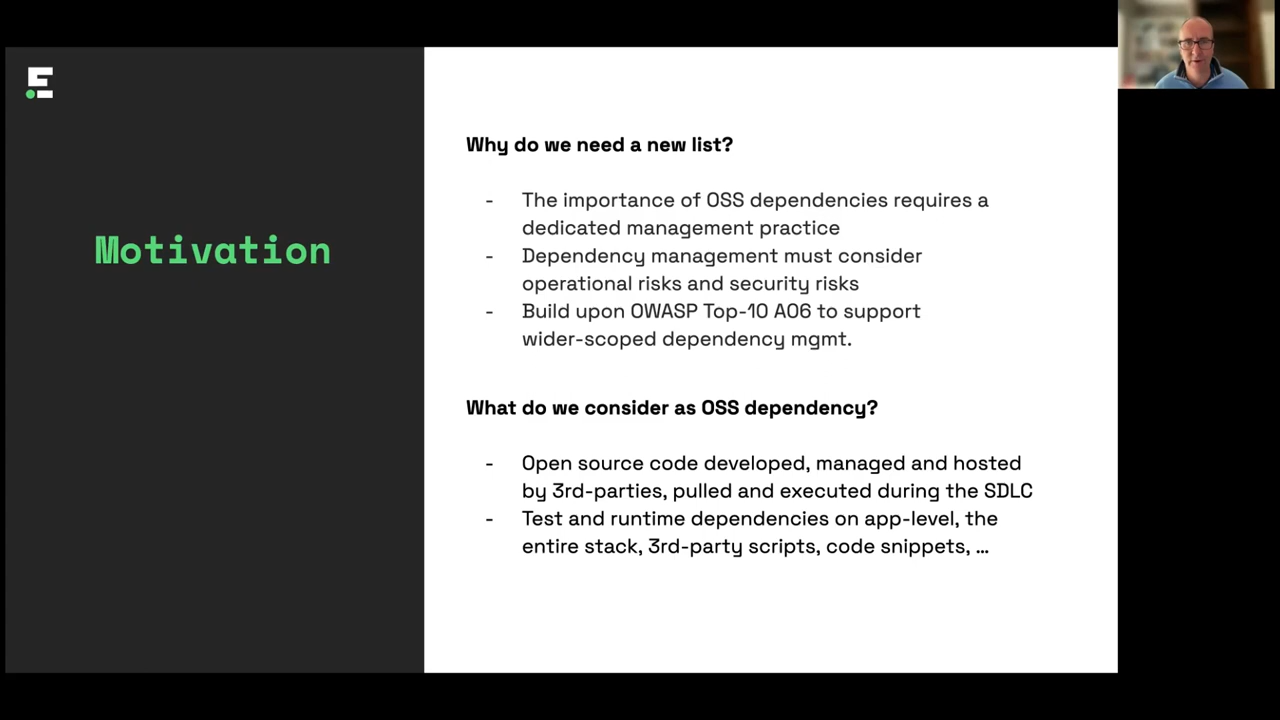 Motivation
Why do we need a new list?
- The importance of OSS dependencies requires a
dedicated management practice
- Dependency management must consider
operational risks and security risks
- Build upon OWASP Top-10 A06 to support
wider-scoped dependency mgmt.
What do we consider as OSS dependency?
- Open source code developed, managed and hosted
by 3rd-parties, pulled and executed during the SDLC
- Test and runtime dependencies on app-level, the
entire stack, 3rd-party scripts, code snippets, …